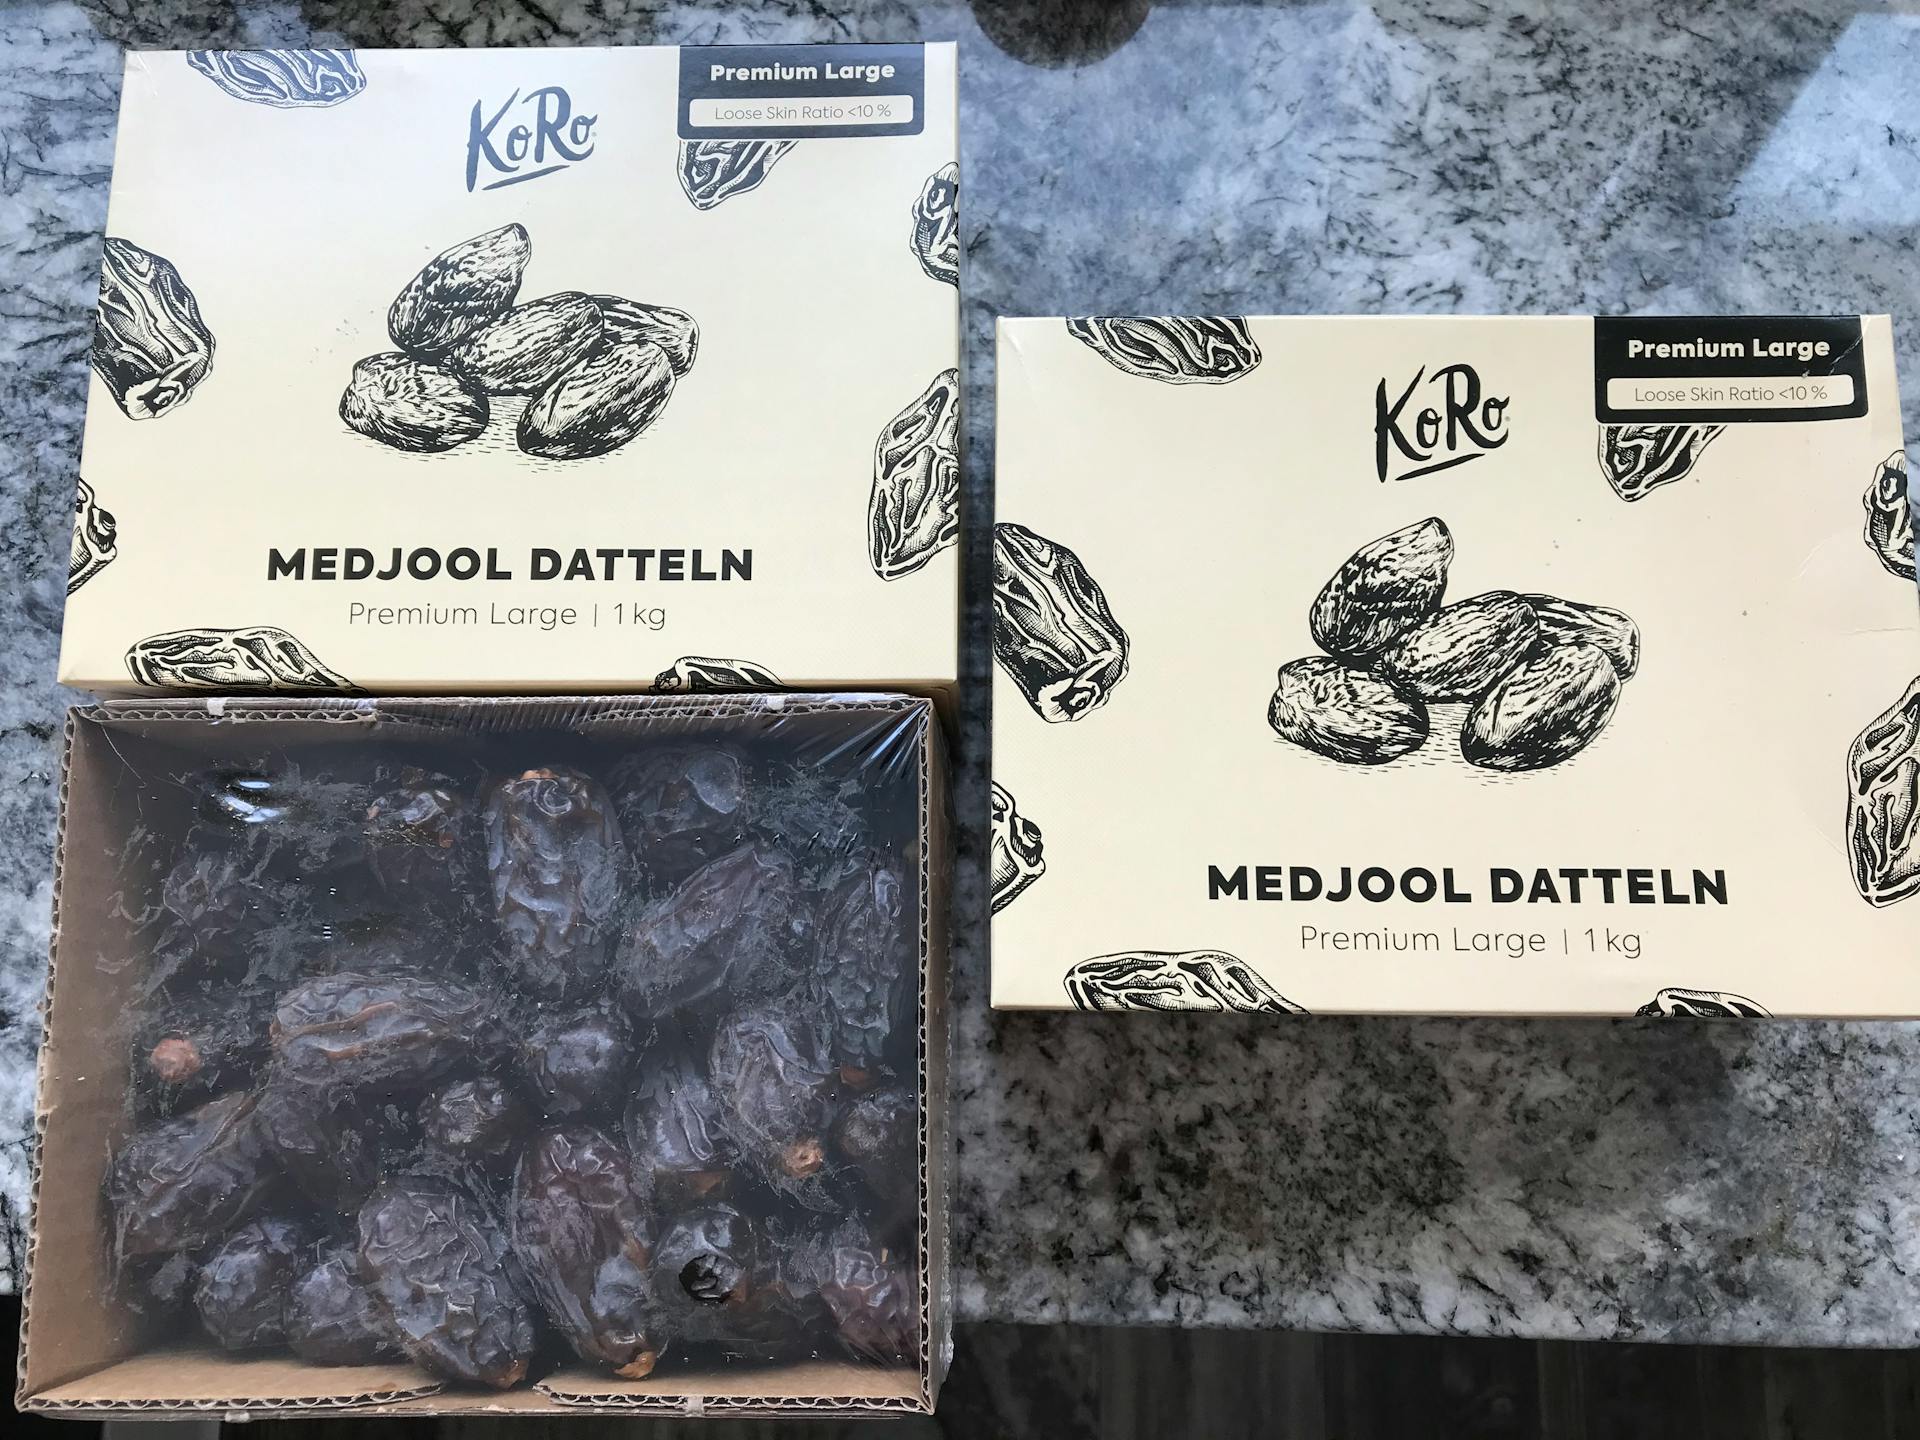 Premium Large
Loose Skin Ratio <10 %
KoRo
MEDJOOL DATTELN
Premium Large | 1 kg
Premium Large
Loose Skin Ratio <10 %
KoRo
MEDJOOL DATTELN
Premium Large | 1 kg